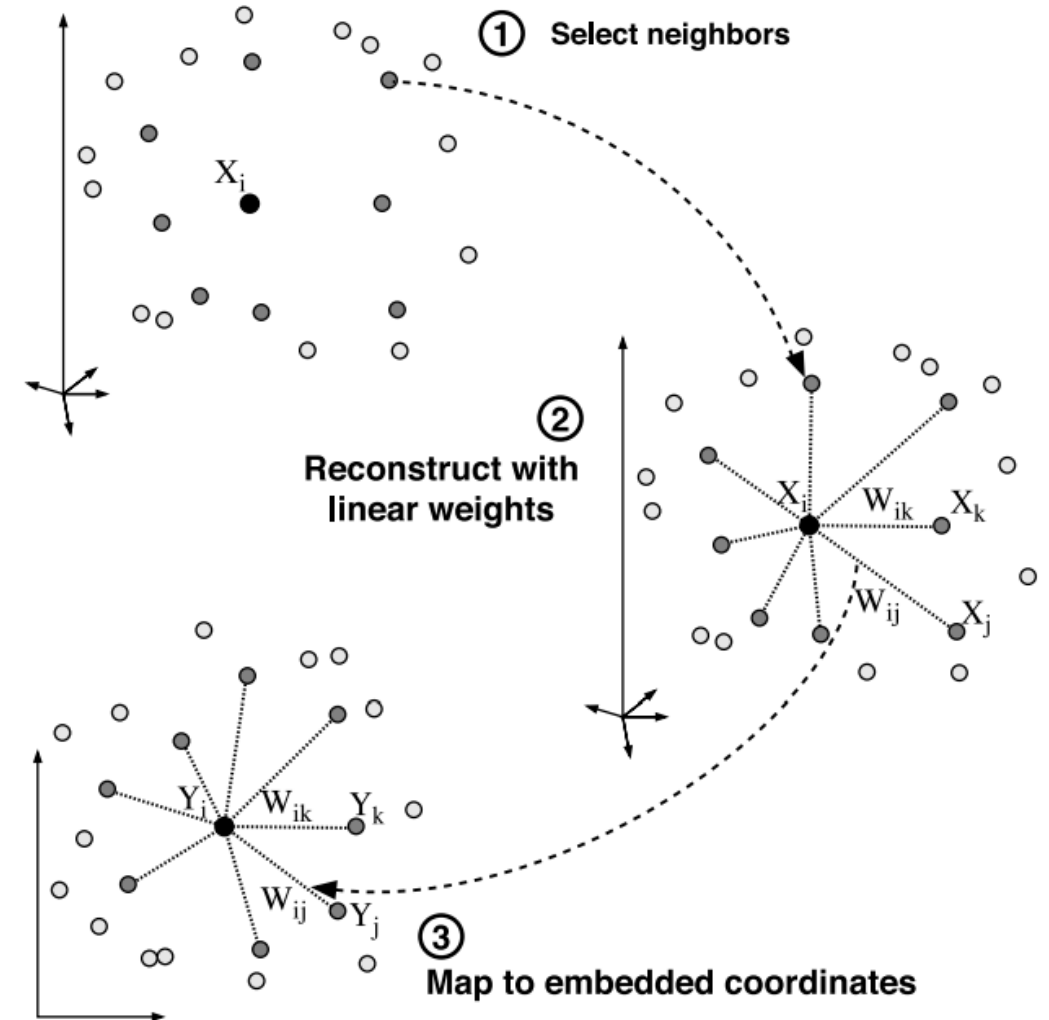 ① Select neighbors
X_i
②
Reconstruct with
linear weights
X_i
W_ik
X_k
W_ij
X_j
Y_i
W_ik
Y_k
W_ij
Y_j
③
Map to embedded coordinates